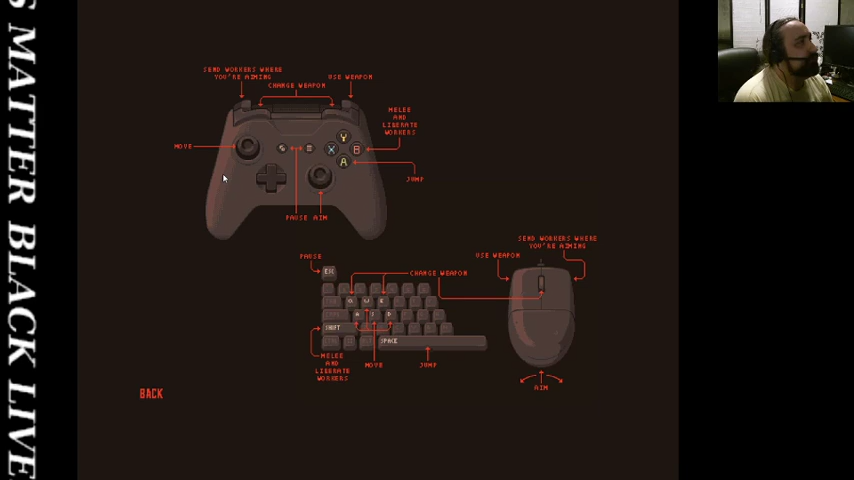 S MATTER BLACK LIVE
SEND WORKERS WHERE
YOU'RE AIMING
USE WEAPON
CHANGE WEAPON
MELEE
AND
LIBERATE
WORKERS
MOVE
Y
X
B
A
JUMP
PAUSE AIM
SEND WORKERS WHERE
YOU'RE AIMING
USE WEAPON
PAUSE
CHANGE WEAPON
ESC
Q W E
A S D
SHIFT
SPACE
MELEE
AND
LIBERATE
WORKERS
MOVE
JUMP
AIM
BACK